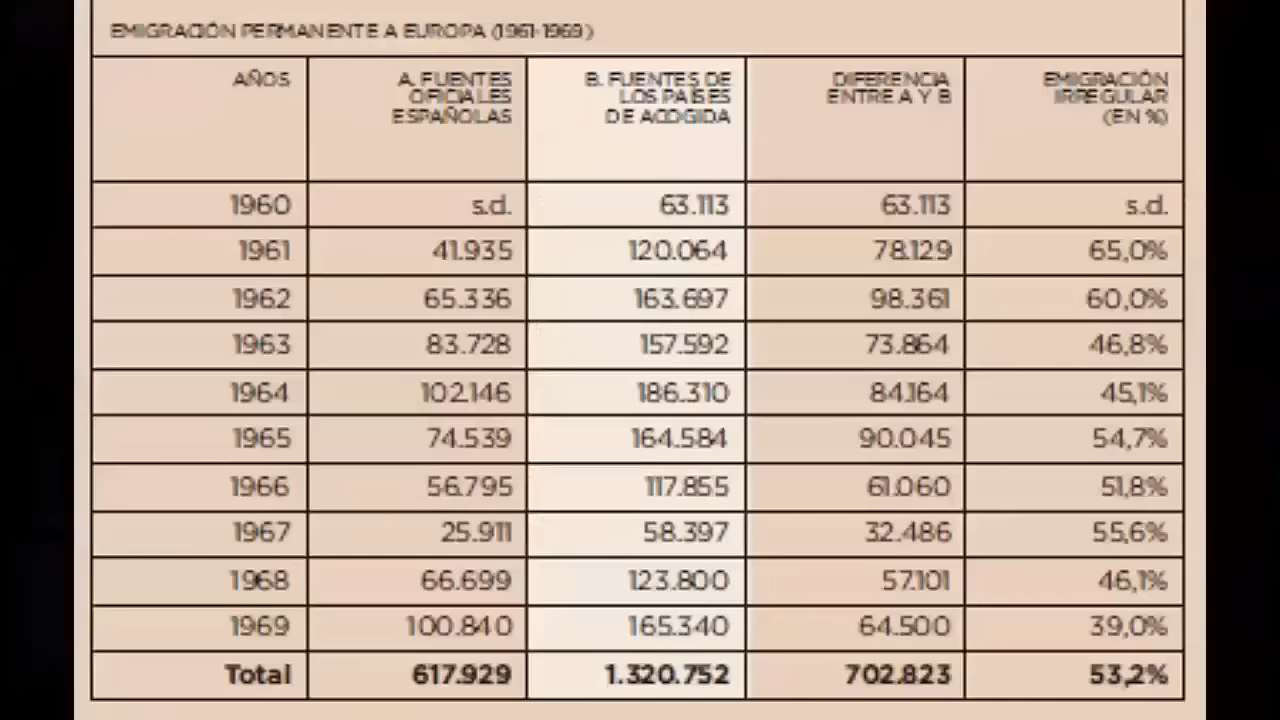 EMIGRACIÓN PERMANENTE A EUROPA (1961-1969)
AÑOS A. FUENTES OFICIALES ESPAÑOLAS B. FUENTES DE LOS PAÍSES DE ACOGIDA DIFERENCIA ENTRE A Y B EMIGRACIÓN IRREGULAR (EN %)
1960 s.d. 63.113 63.113 s.d.
1961 41.935 120.064 78.129 65,0%
1962 65.336 163.697 98.361 60,0%
1963 83.728 157.592 73.864 46,8%
1964 102.146 186.310 84.164 45,1%
1965 74.539 164.584 90.045 54,7%
1966 56.795 117.855 61.060 51,8%
1967 25.911 58.397 32.486 55,6%
1968 66.699 123.800 57.101 46,1%
1969 100.840 165.340 64.500 39,0%
Total 617.929 1.320.752 702.823 53,2%